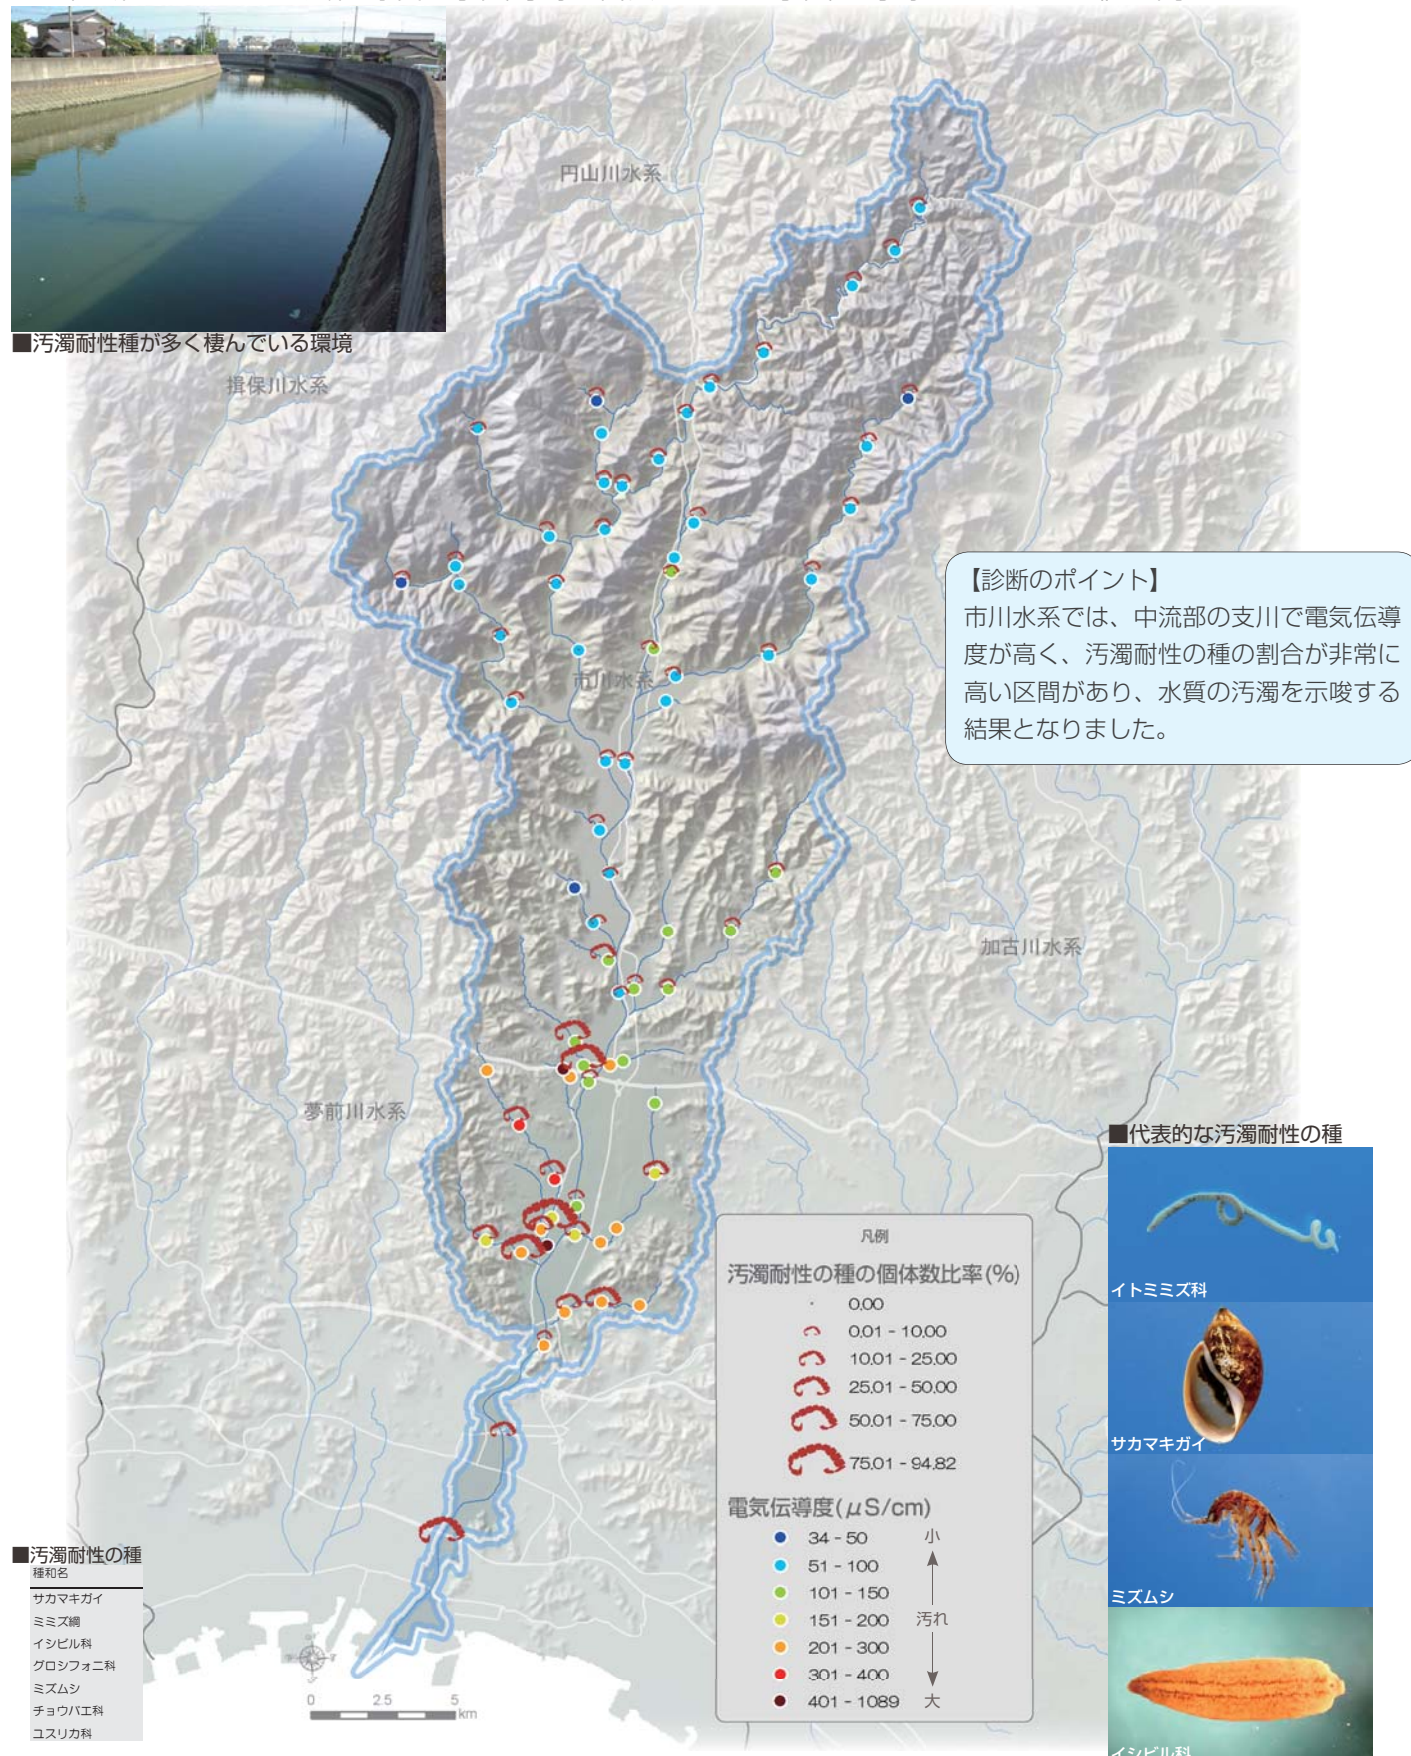 ■汚濁耐性種が多く棲んでいる環境
円山川水系
揖保川水系
【診断のポイント】
市川水系では、中流部の支川で電気伝導
度が高く、汚濁耐性の種の割合が非常に
高い区間があり、水質の汚濁を示唆する
結果となりました。
市川水系
加古川水系
夢前川水系
■代表的な汚濁耐性の種
イトミミズ科
サカマキガイ
ミズムシ
イシビル科
凡例
汚濁耐性の種の個体数比率(%)
0.00
0.01 - 10.00
10.01 - 25.00
25.01 - 50.00
50.01 - 75.00
75.01 - 94.82
電気伝導度(μS/cm)
34 - 50 小
51 - 100
101 - 150
151 - 200 汚れ
201 - 300
301 - 400
401 - 1089 大
■汚濁耐性の種
種和名
サカマキガイ
ミミズ綱
イシビル科
グロシフォニ科
ミズムシ
チョウバエ科
ユスリカ科
0 2.5 5
km